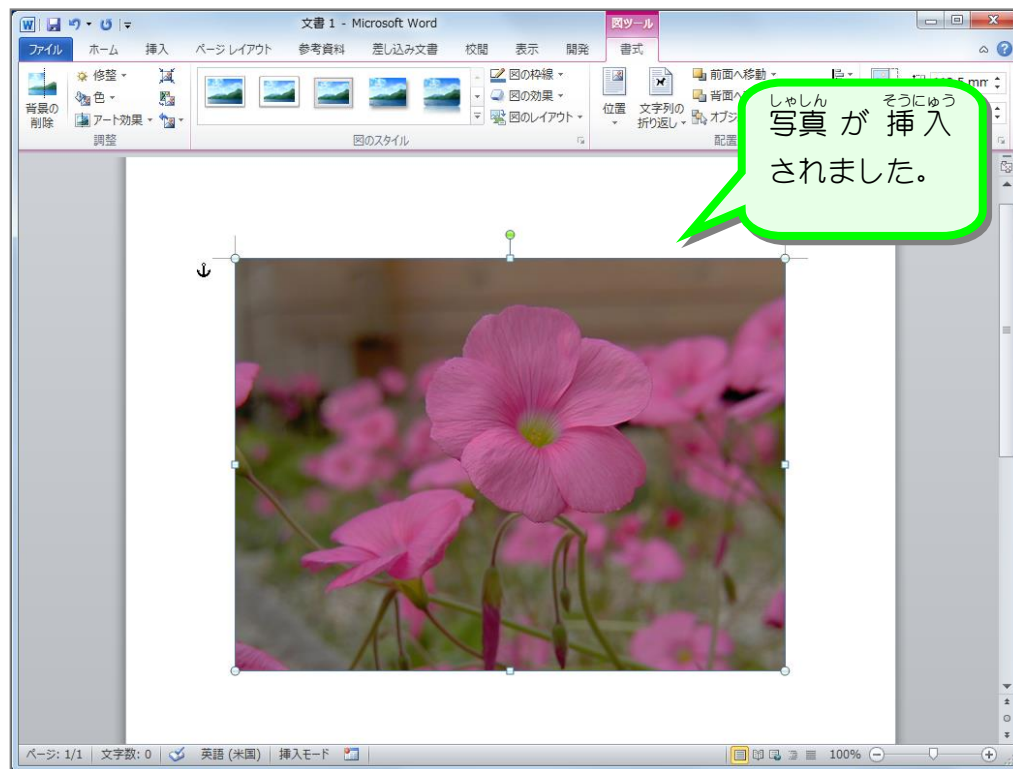 文書 1 - Microsoft Word
図ツール
ファイル ホーム 挿入 ページ レイアウト 参考資料 差し込み文書 校閲 表示 開発 書式
背景の
削除
修整
色
アート効果
調整
図のスタイル
図の枠線
図の効果
図のレイアウト
位置
文字列の
折り返し
前面へ移動
背面へ
オブジ
配置
しゃしん そうにゅう
写真 が 挿入
されました。
ページ: 1/1 文字数: 0 英語 (米国) 挿入モード 100%